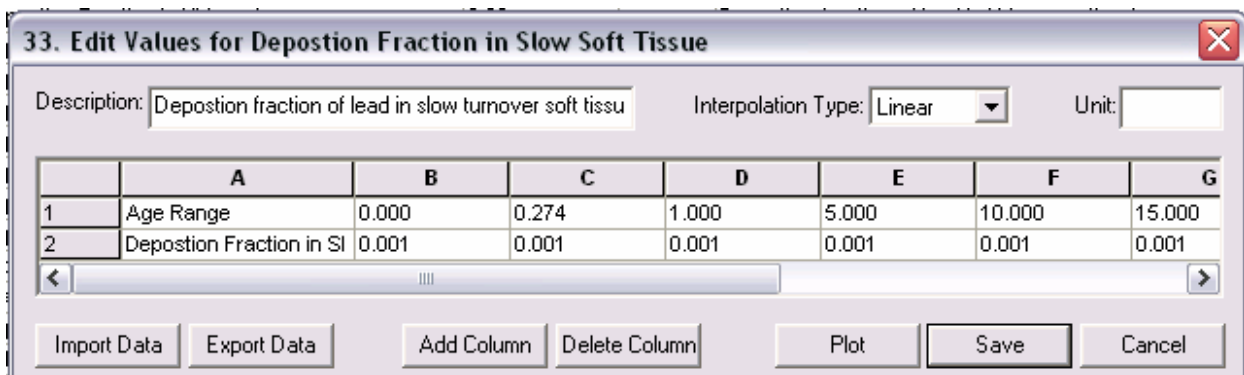 33. Edit Values for Depostion Fraction in Slow Soft Tissue
Description: Depostion fraction of lead in slow turnover soft tissu Interpolation Type: Linear Unit:
A B C D E F G
1 Age Range 0.000 0.274 1.000 5.000 10.000 15.000
2 Depostion Fraction in Sl 0.001 0.001 0.001 0.001 0.001 0.001
Import Data Export Data Add Column Delete Column Plot Save Cancel